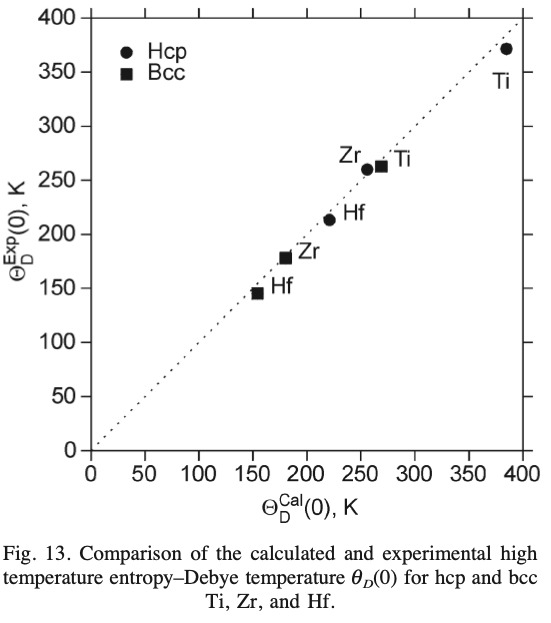 400
350
300
250
200
150
100
50
0
Θ_D^Exp(0), K
● Hcp
■ Bcc
Ti
Zr
Ti
Hf
Zr
Hf
0 50 100 150 200 250 300 350 400
Θ_D^Cal(0), K
Fig. 13. Comparison of the calculated and experimental high
temperature entropy–Debye temperature θ_D(0) for hcp and bcc
Ti, Zr, and Hf.